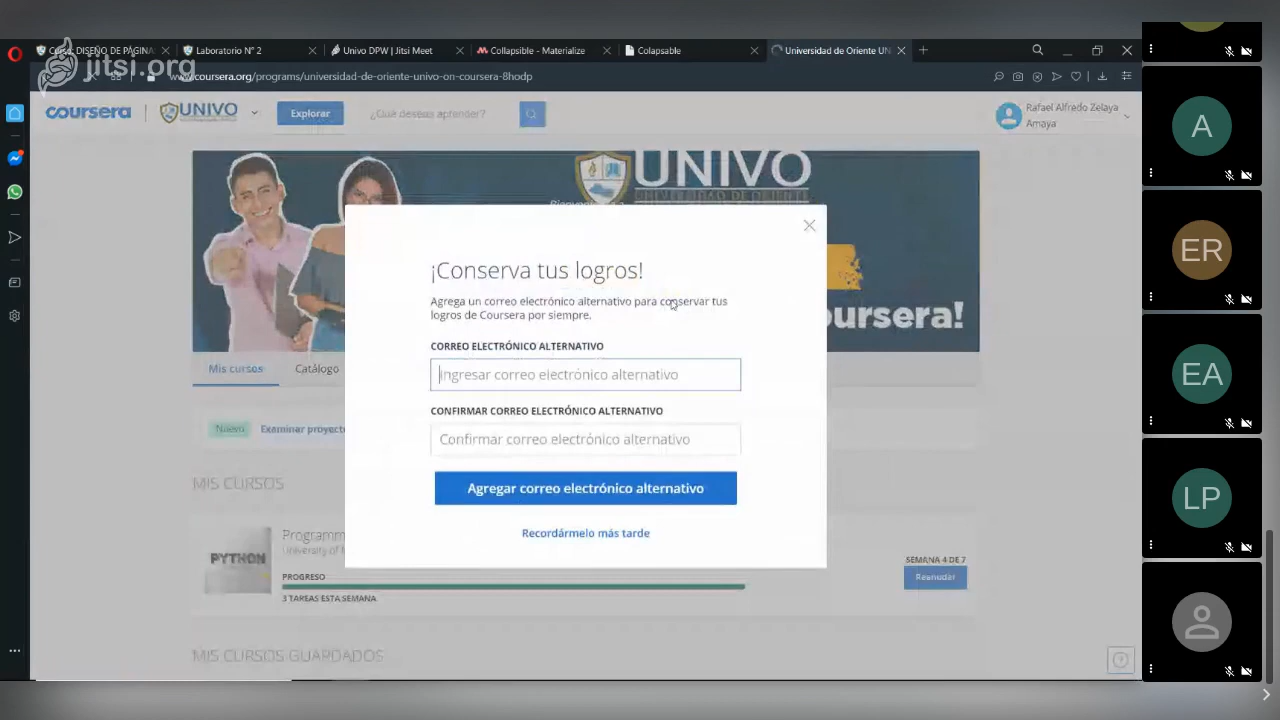 DISEÑO DE PÁGINA
Laboratorio N° 2
Univo DPW | Jitsi Meet
Collapsible - Materialize
Colapsable
Universidad de Oriente UN
jitsi.org
www.coursera.org/programs/universidad-de-oriente-univo-on-coursera-8hodp
coursera
UNIVO
Explorar
¿Qué deseas aprender?
Rafael Alfredo Zelaya
Amaya
UNIVO
UNIVERSIDAD DE ORIENTE
oursera!
Mis cursos
Catálogo
Nuevo
Examinar proyect
MIS CURSOS
PYTHON
Programm
University of
PROGRESO
3 TAREAS ESTA SEMANA
SEMANA 4 DE 7
Reanudar
MIS CURSOS GUARDADOS
¡Conserva tus logros!
Agrega un correo electrónico alternativo para conservar tus
logros de Coursera por siempre.
CORREO ELECTRÓNICO ALTERNATIVO
Ingresar correo electrónico alternativo
CONFIRMAR CORREO ELECTRÓNICO ALTERNATIVO
Confirmar correo electrónico alternativo
Agregar correo electrónico alternativo
Recordármelo más tarde
A
ER
EA
LP